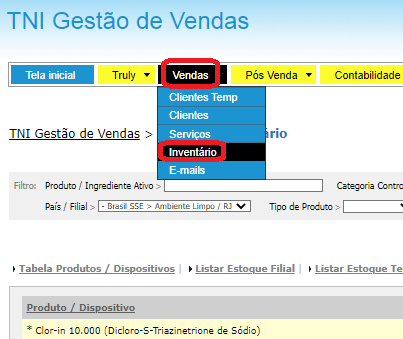 TNI Gestão de Vendas
Tela inicial Truly Vendas Pós Venda Contabilidade
Clientes Temp
Clientes
Serviços
Inventário
E-mails
TNI Gestão de Vendas > ário
Filtro: Produto / Ingrediente Ativo > Categoria Contro
País / Filial > - Brasil SSE > Ambiente Limpo / RJ Tipo de Produto >
Tabela Produtos / Dispositivos | Listar Estoque Filial | Listar Estoque Te
Produto / Dispositivo
* Clor-in 10.000 (Dicloro-S-Triazinetrione de Sódio)